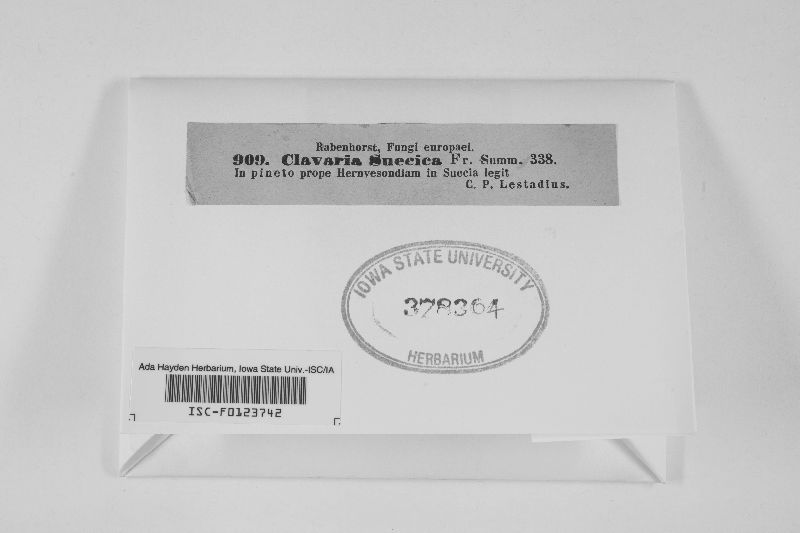 Rabenhorst, Fungi europaei.
909. Clavaria Suecica Fr. Summ. 338.
In pineto prope Hernvesondiam in Suecia legit
C. P. Lestadius.
IOWA STATE UNIVERSITY
378364
HERBARIUM
Ada Hayden Herbarium, Iowa State Univ.-ISC/IA
ISC-F0123742